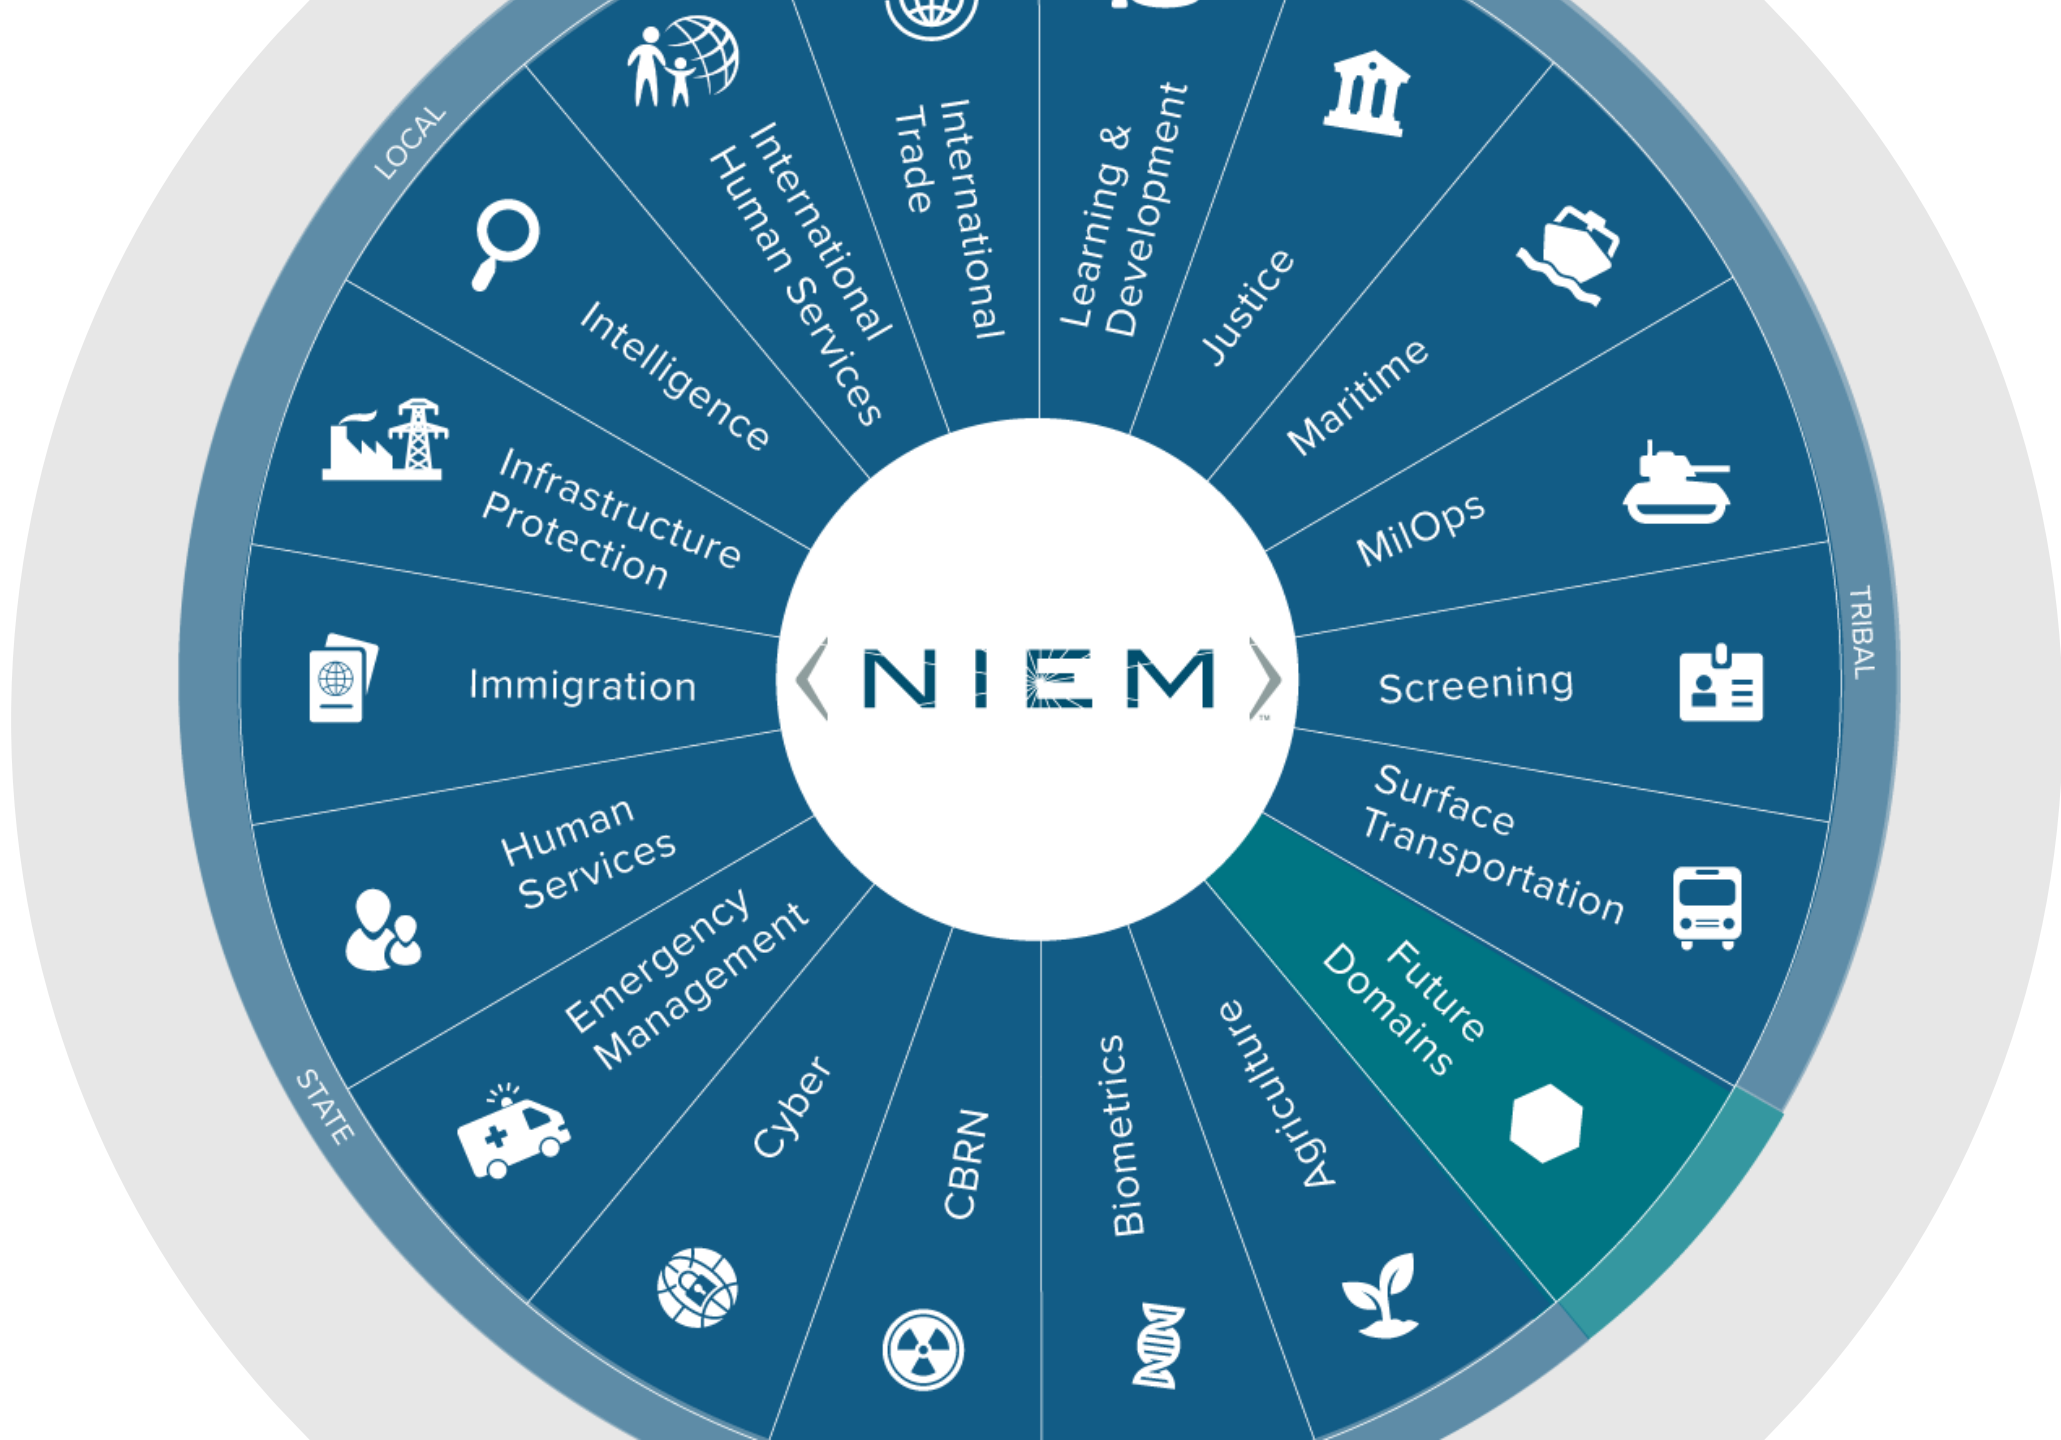 LOCAL
International
Human Services
International
Trade
Learning &
Development
Justice
Maritime
MilOps
TRIBAL
Screening
Surface
Transportation
Future
Domains
Agriculture
Biometrics
CBRN
Cyber
Emergency
Management
STATE
Human
Services
Immigration
Infrastructure
Protection
Intelligence
NIEM
TM